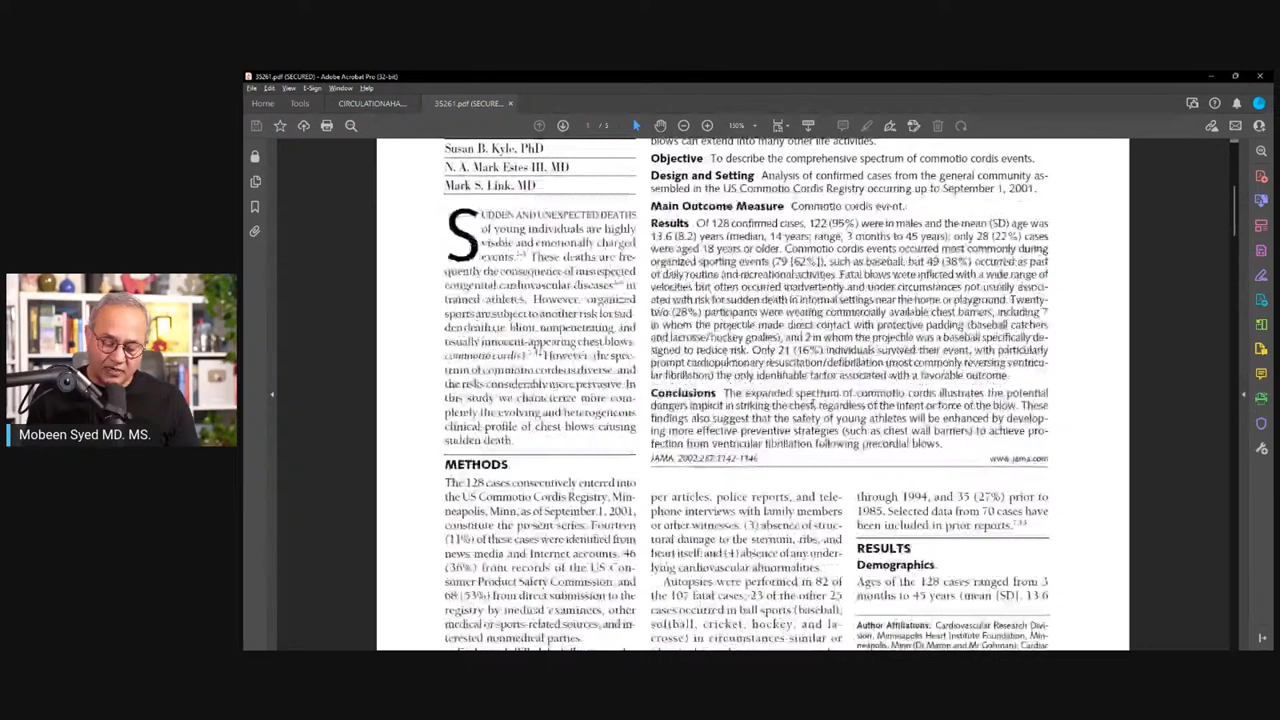 35261.pdf (SECURED) - Adobe Acrobat Pro (32-bit)
File Edit View E-Sign Window Help
Home Tools CIRCULATIONAHA... 35261.pdf (SECURE... ×
1 / 5 150%
Susan B. Kyle, PhD
N. A. Mark Estes III, MD
Mark S. Link, MD
SUDDEN AND UNEXPECTED DEATHS
of young individuals are highly
visible and emotionally charged
events. These deaths are fre-
quently the consequence of unsuspected
congenital cardiovascular diseases in
trained athletes. However, organized
sports are subject to another risk for sud-
den death, ie, blunt, nonpenetrating, and
usually innocent-appearing chest blows
However, the spec-
trum of commotio cordis is diverse, and
the risks considerably more pervasive. In
this study we characterize more com-
pletely the evolving and heterogeneous
clinical profile of chest blows causing
sudden death.
METHODS
The 128 cases consecutively entered into
the US Commotio Cordis Registry, Min-
neapolis, Minn, as of September 1, 2001,
constitute the present series. Fourteen
(11%) of these cases were identified from
news media and Internet accounts, 46
(36%) from records of the US Con-
sumer Product Safety Commission, and
68 (53%) from direct submission to the
registry by medical examiners, other
medical or sports-related sources, and in-
terested nonmedical parties.
blows can extend into many other life activities.
Objective To describe the comprehensive spectrum of commotio cordis events.
Design and Setting Analysis of confirmed cases from the general community as-
sembled in the US Commotio Cordis Registry occurring up to September 1, 2001.
Main Outcome Measure Commotio cordis event.
Results Of 128 confirmed cases, 122 (95%) were in males and the mean (SD) age was
13.6 (8.2) years (median, 14 years; range, 3 months to 45 years); only 28 (22%) cases
were aged 18 years or older. Commotio cordis events occurred most commonly during
organized sporting events (79 [62%]), such as baseball, but 49 (38%) occurred as part
of daily routine and recreational activities. Fatal blows were inflicted with a wide range of
velocities but often occurred inadvertently and under circumstances not usually associ-
ated with risk for sudden death in informal settings near the home or playground. Twenty-
two (28%) participants were wearing commercially available chest barriers, including 7
in whom the projectile made direct contact with protective padding (baseball catchers
and lacrosse/hockey goalies), and 2 in whom the projectile was a baseball specifically de-
signed to reduce risk. Only 21 (16%) individuals survived their event, with particularly
prompt cardiopulmonary resuscitation/defibrillation (most commonly reversing ventricu-
lar fibrillation) the only identifiable factor associated with a favorable outcome.
Conclusions The expanded spectrum of commotio cordis illustrates the potential
dangers implicit in striking the chest, regardless of the intent or force of the blow. These
findings also suggest that the safety of young athletes will be enhanced by develop-
ing more effective preventive strategies (such as chest wall barriers) to achieve pro-
tection from ventricular fibrillation following precordial blows.
JAMA. 2002;287:1142-1146 www.jama.com
per articles, police reports, and tele-
phone interviews with family members
or other witnesses, (3) absence of struc-
tural damage to the sternum, ribs, and
heart itself; and (4) absence of any under-
lying cardiovascular abnormalities.
Autopsies were performed in 82 of
the 107 fatal cases; 23 of the other 25
cases occurred in ball sports (baseball,
softball, cricket, hockey, and la-
crosse) in circumstances similar or
through 1994, and 35 (27%) prior to
1985. Selected data from 70 cases have
been included in prior reports.
RESULTS
Demographics
Ages of the 128 cases ranged from 3
months to 45 years (mean [SD], 13.6
Author Affiliations: Cardiovascular Research Divi-
sion, Minneapolis Heart Institute Foundation, Min-
neapolis, Minn (Dr Maron and Mr Gohman); Cardiac
Mobeen Syed MD. MS.